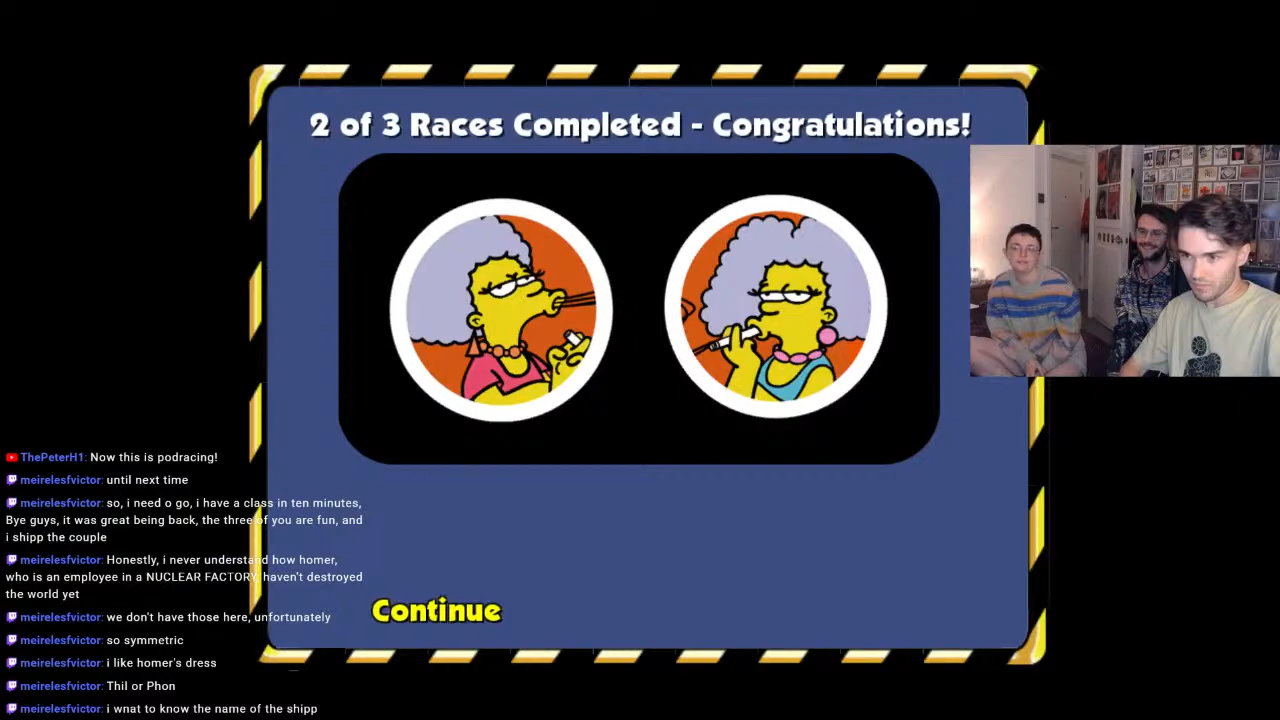 2 of 3 Races Completed - Congratulations!
ThePeterH1: Now this is podracing!
meirelesfvictor: until next time
meirelesfvictor: so, i need o go, i have a class in ten minutes,
Bye guys, it was great being back, the three of you are fun, and
i shipp the couple
meirelesfvictor: Honestly, i never understand how homer,
who is an employee in a NUCLEAR FACTORY, haven't destroyed
the world yet
meirelesfvictor: we don't have those here, unfortunately
meirelesfvictor: so symmetric
meirelesfvictor: i like homer's dress
meirelesfvictor: Thil or Phon
meirelesfvictor: i wnat to know the name of the shipp
Continue